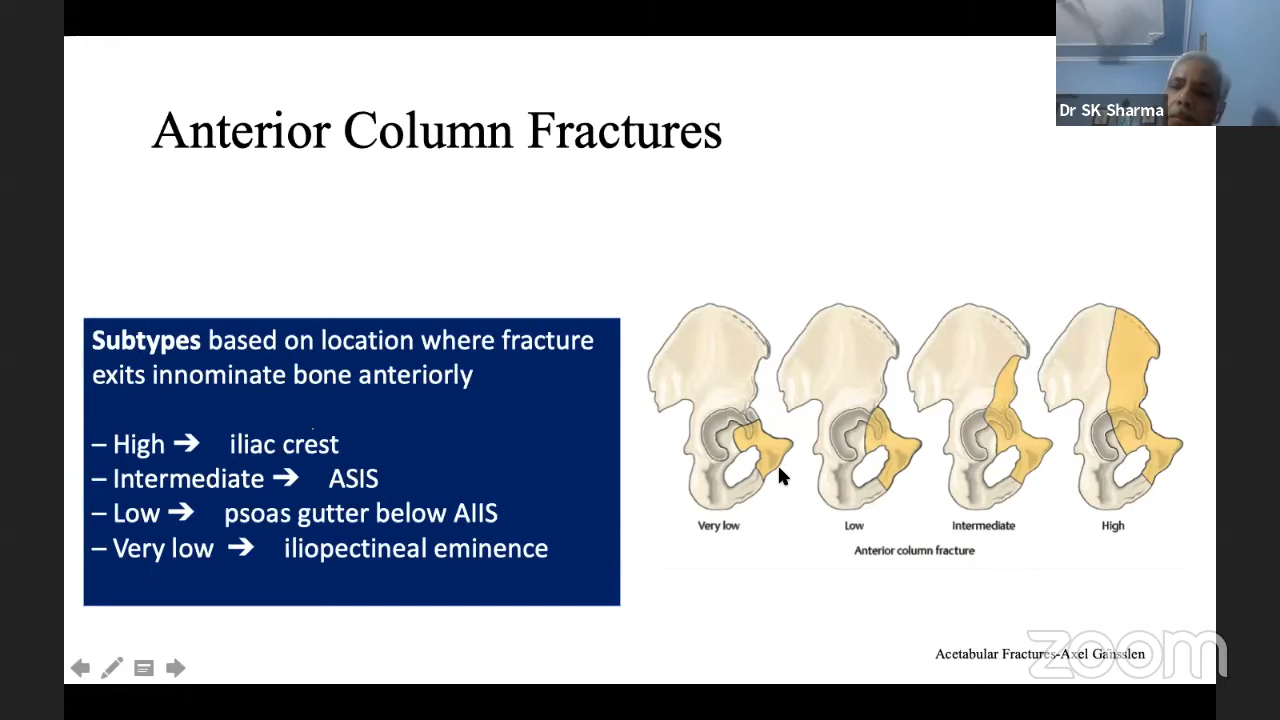 Dr SK Sharma
Anterior Column Fractures
Subtypes based on location where fracture
exits innominate bone anteriorly
– High ➔ iliac crest
– Intermediate ➔ ASIS
– Low ➔ psoas gutter below AIIS
– Very low ➔ iliopectineal eminence
Very low
Low
Intermediate
High
Anterior column fracture
Acetabular Fractures-Axel Gänsslen
zoom